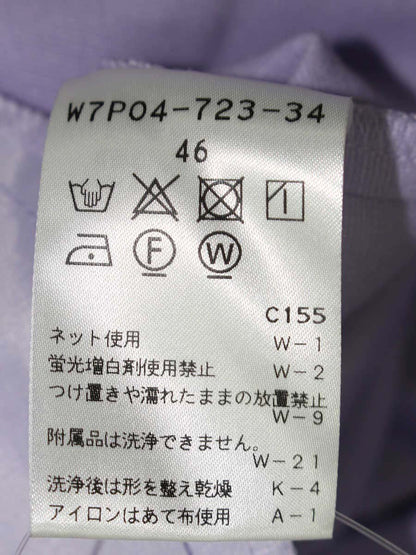 W7P04-723-34
46
F W
C155
ネット使用 W-1
蛍光増白剤使用禁止 W-2
つけ置きや濡れたままの放置禁止
W-9
附属品は洗浄できません。
W-21
洗浄後は形を整え乾燥 K-4
アイロンはあて布使用 A-1